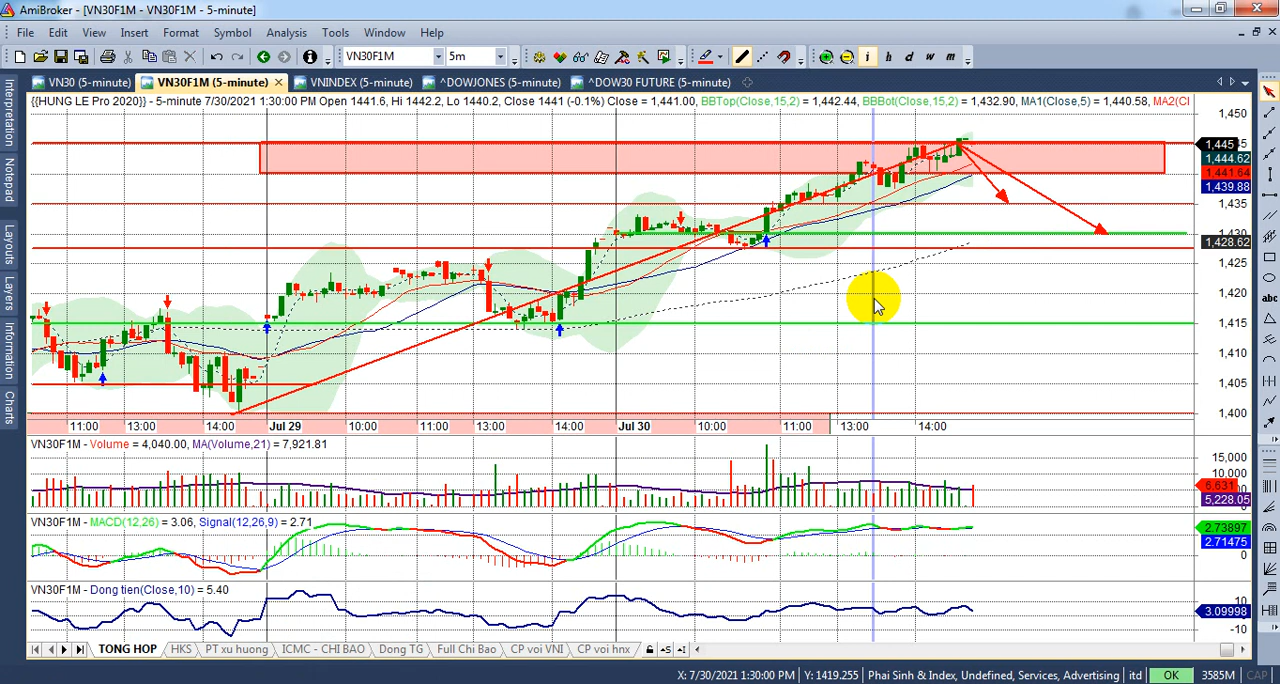 AmiBroker - [VN30F1M - VN30F1M - 5-minute]
File Edit View Insert Format Symbol Analysis Tools Window Help
VN30F1M 5m i h d w m
VN30 (5-minute) VN30F1M (5-minute) VNINDEX (5-minute) ^DOWJONES (5-minute) ^DOW30 FUTURE (5-minute)
{{HUNG LE Pro 2020}} - 5-minute 7/30/2021 1:30:00 PM Open 1441.6, Hi 1442.2, Lo 1440.2, Close 1441 (-0.1%) Close = 1,441.00, BBTop(Close,15,2) = 1,442.44, BBBot(Close,15,2) = 1,432.90, MA1(Close,5) = 1,440.58, MA2(Cl
Interpretation
Notepad
Layouts
Layers
Information
Charts
1,450
1,445
1,444.62
1,441.64
1,439.88
1,435
1,430
1,428.62
1,425
1,420
1,415
1,410
1,405
1,400
abc
11:00 13:00 14:00 Jul 29 10:00 11:00 13:00 14:00 Jul 30 10:00 11:00 13:00 14:00
VN30F1M - Volume = 4,040.00, MA(Volume,21) = 7,921.81
15,000
10,000
6,631
5,228.05
VN30F1M - MACD(12,26) = 3.06, Signal(12,26,9) = 2.71
2.73897
2.71475
0
VN30F1M - Dong tien(Close,10) = 5.40
10
3.09998
-10
TONG HOP HKS PT xu huong ICMC - CHI BAO Dong TG Full Chi Bao CP voi VNI CP voi hnx
X: 7/30/2021 1:30:00 PM Y: 1419.255 Phai Sinh & Index, Undefined, Services, Advertising itd OK 3585M CAP